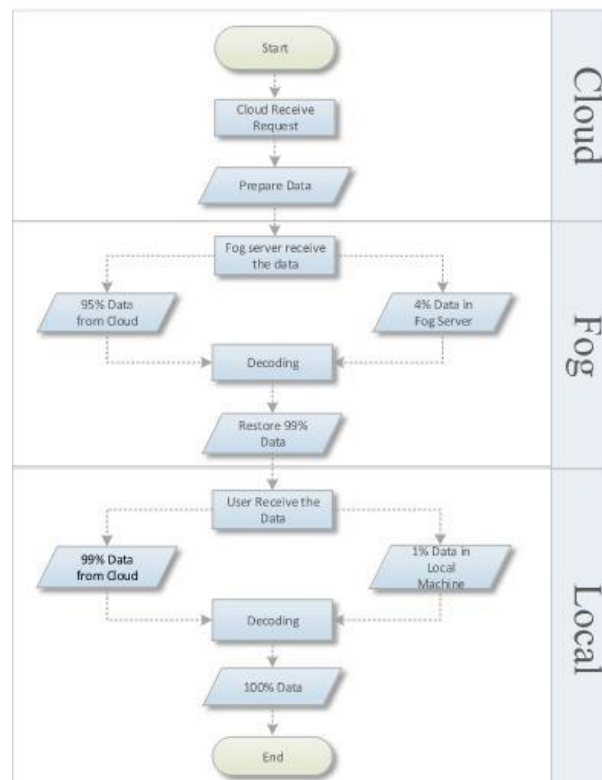 Start
Cloud Receive
Request
Prepare Data
Cloud
Fog server receive
the data
95% Data
from Cloud
4% Data in
Fog Server
Decoding
Restore 99%
Data
Fog
User Receive the
Data
99% Data
from Cloud
1% Data in
Local
Machine
Decoding
100% Data
End
Local